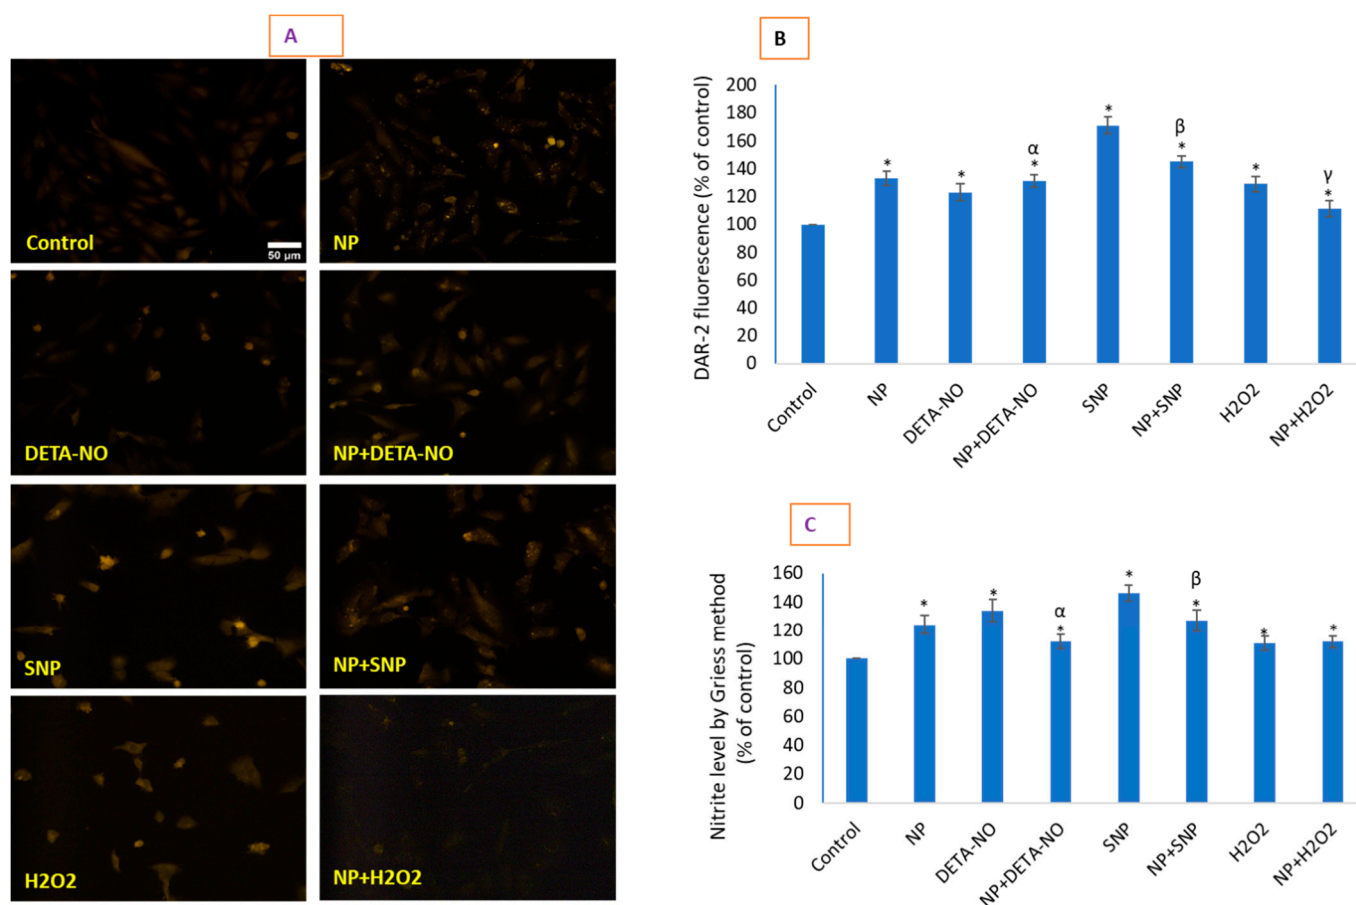 A
Control
50 µm
NP
DETA-NO
NP+DETA-NO
SNP
NP+SNP
H2O2
NP+H2O2
B
DAR-2 fluorescence (% of control)
200
180
160
140
120
100
80
60
40
20
0
*
*
α
*
*
β
*
*
γ
*
Control
NP
DETA-NO
NP+DETA-NO
SNP
NP+SNP
H2O2
NP+H2O2
C
Nitrite level by Griess method
(% of control)
160
140
120
100
80
60
40
20
0
*
*
α
*
*
β
*
*
*
Control
NP
DETA-NO
NP+DETA-NO
SNP
NP+SNP
H2O2
NP+H2O2